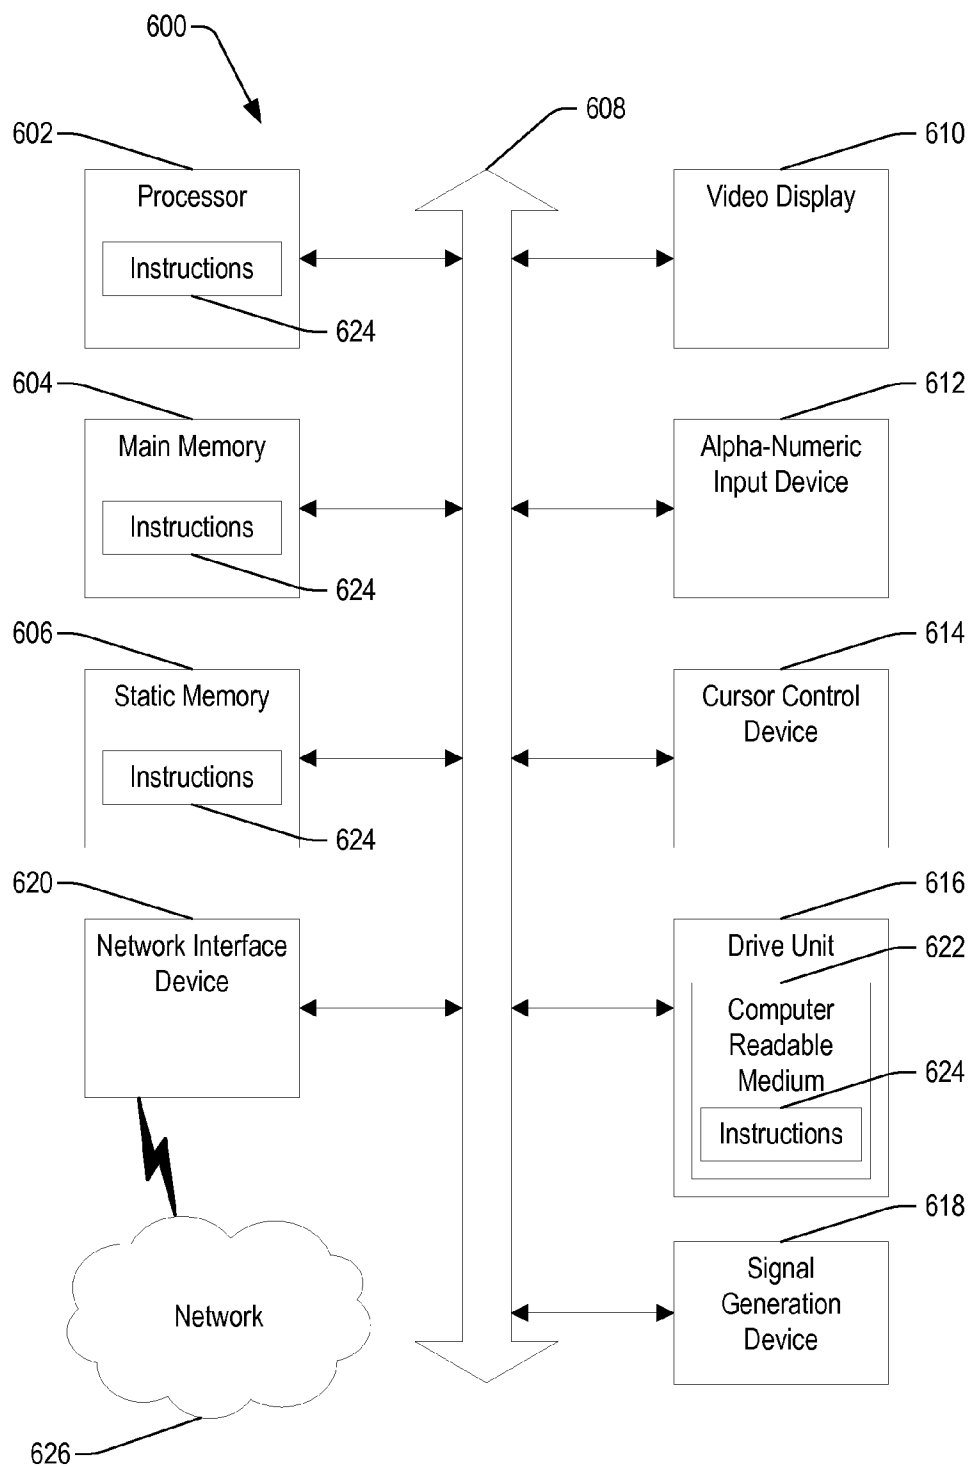 600
608
602
Processor
Instructions
624
610
Video Display
604
Main Memory
Instructions
624
612
Alpha-Numeric
Input Device
606
Static Memory
Instructions
624
614
Cursor Control
Device
620
Network Interface
Device
616
Drive Unit
622
Computer
Readable
Medium
624
Instructions
618
Signal
Generation
Device
Network
626